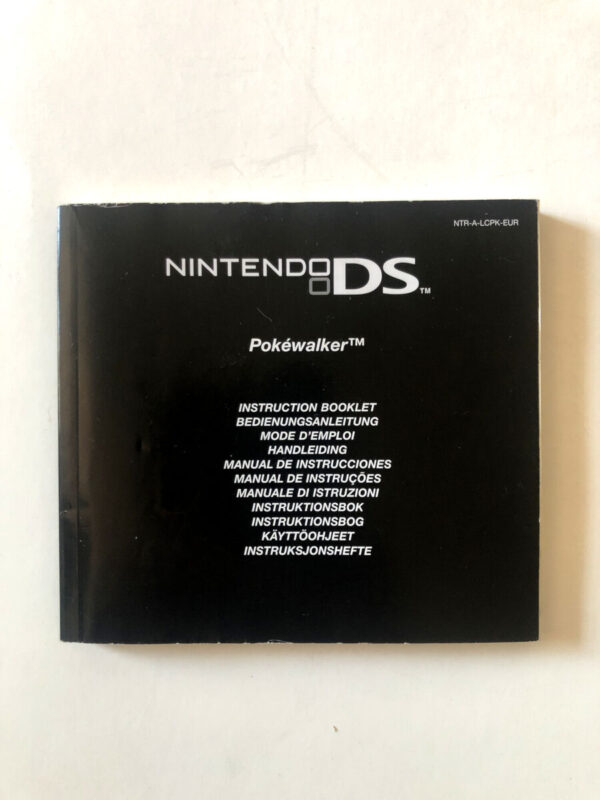 NTR-A-LCPK-EUR
NINTENDO DS™
Pokéwalker™
INSTRUCTION BOOKLET
BEDIENUNGSANLEITUNG
MODE D'EMPLOI
HANDLEIDING
MANUAL DE INSTRUCCIONES
MANUAL DE INSTRUÇÕES
MANUALE DI ISTRUZIONI
INSTRUKTIONSBOK
INSTRUKTIONSBOG
KÄYTTÖOHJEET
INSTRUKSJONSHEFTE